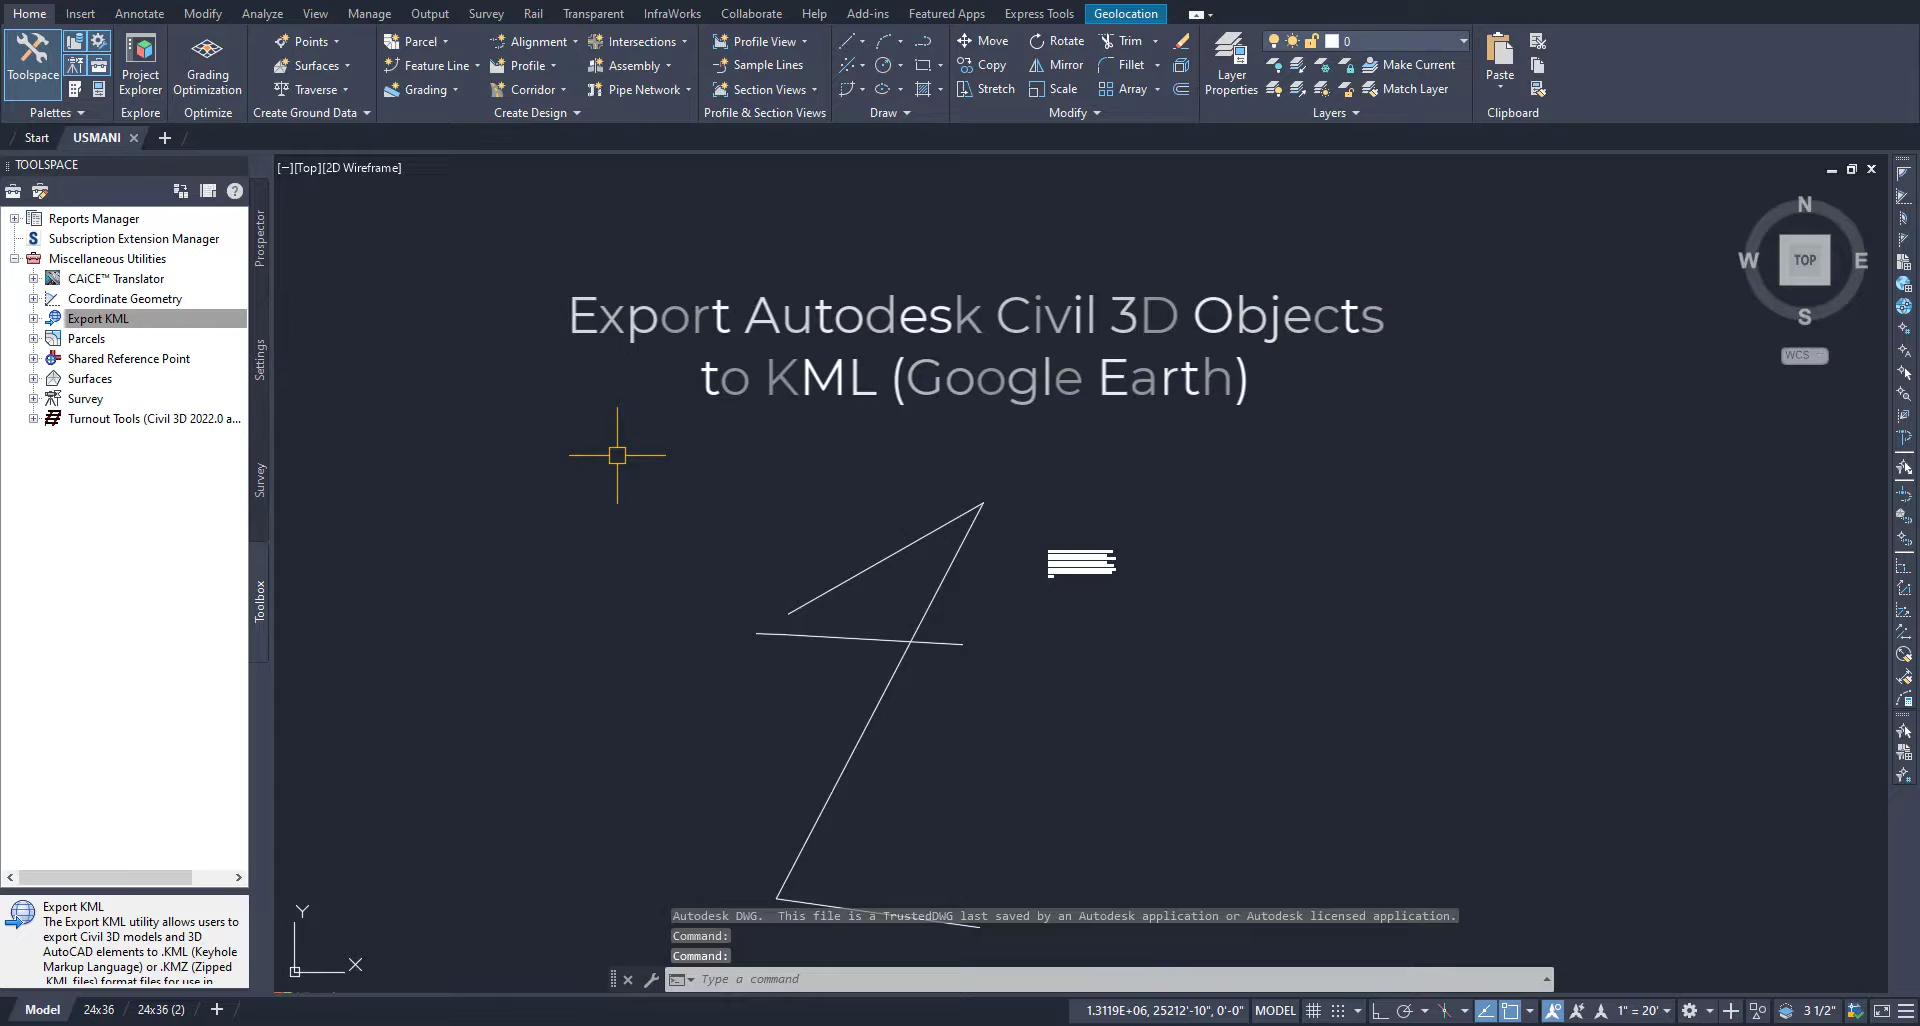 Home Insert Annotate Modify Analyze View Manage Output Survey Rail Transparent InfraWorks Collaborate Help Add-ins Featured Apps Express Tools Geolocation
Toolspace
Palettes
Project Explorer
Explore
Grading Optimization
Optimize
Points
Surfaces
Traverse
Create Ground Data
Parcel
Feature Line
Grading
Alignment
Profile
Corridor
Intersections
Assembly
Pipe Network
Create Design
Profile View
Sample Lines
Section Views
Profile & Section Views
Draw
Move
Copy
Stretch
Rotate
Mirror
Scale
Trim
Fillet
Array
Modify
Layer Properties
0
Make Current
Match Layer
Layers
Paste
Clipboard
Start USMANI
TOOLSPACE
Reports Manager
Subscription Extension Manager
Miscellaneous Utilities
CAiCE™ Translator
Coordinate Geometry
Export KML
Parcels
Shared Reference Point
Surfaces
Survey
Turnout Tools (Civil 3D 2022.0 a...
Prospector
Settings
Survey
Toolbox
Export KML
The Export KML utility allows users to
export Civil 3D models and 3D
AutoCAD elements to .KML (Keyhole
Markup Language) or .KMZ (Zipped
.KML files) format files for use in
[−][Top][2D Wireframe]
Export Autodesk Civil 3D Objects
to KML (Google Earth)
N
W TOP E
S
WCS
Y
X
Autodesk DWG.  This file is a TrustedDWG last saved by an Autodesk application or Autodesk licensed application.
Command:
Command:
Type a command
Model 24x36 24x36 (2)
1.3119E+06, 25212'-10", 0'-0" MODEL 1" = 20' 3 1/2"